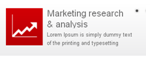 Marketing research
& analysis
Lorem Ipsum is simply dummy text
of the printing and typesetting